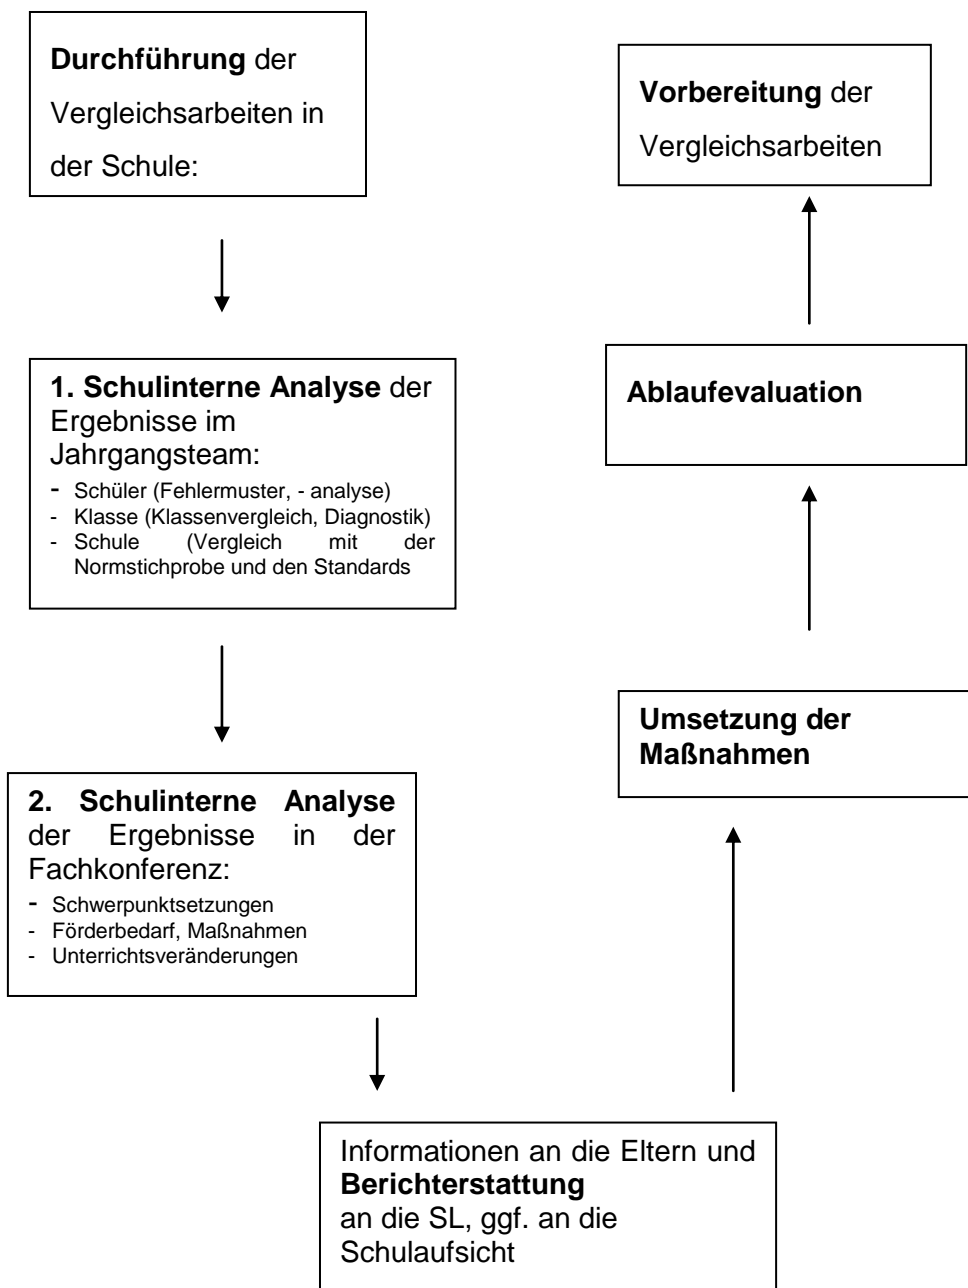 Durchführung der
Vergleichsarbeiten in
der Schule:
Vorbereitung der
Vergleichsarbeiten
1. Schulinterne Analyse der
Ergebnisse im
Jahrgangsteam:
- Schüler (Fehlermuster, - analyse)
- Klasse (Klassenvergleich, Diagnostik)
- Schule (Vergleich mit der
Normstichprobe und den Standards
Ablaufevaluation
2. Schulinterne Analyse
der Ergebnisse in der
Fachkonferenz:
- Schwerpunktsetzungen
- Förderbedarf, Maßnahmen
- Unterrichtsveränderungen
Umsetzung der
Maßnahmen
Informationen an die Eltern und
Berichterstattung
an die SL, ggf. an die
Schulaufsicht